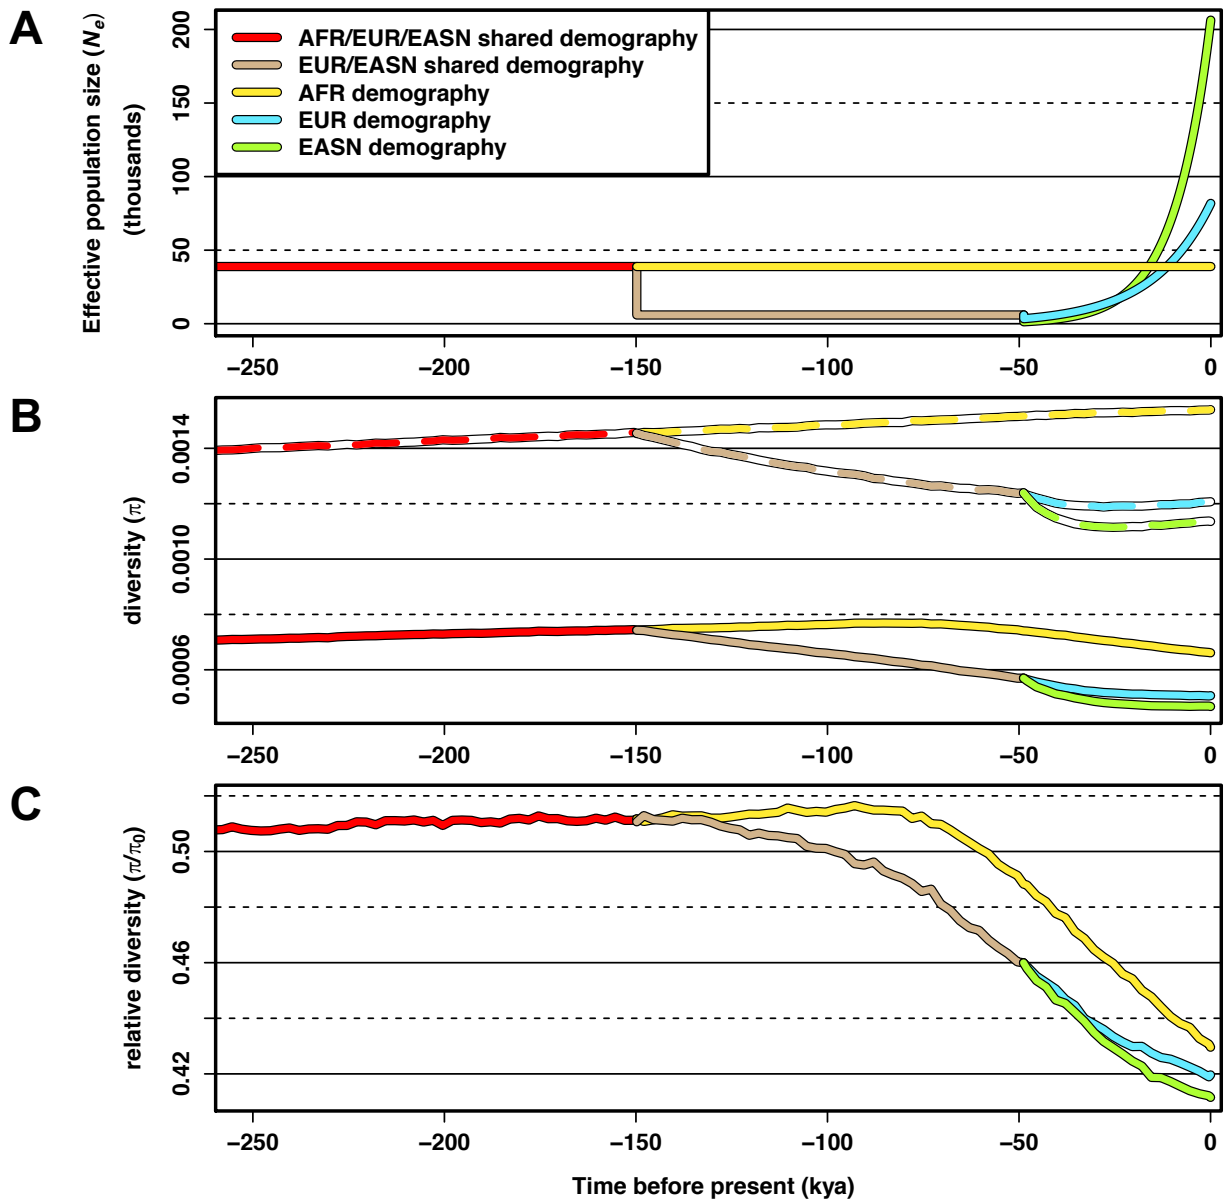 A
Effective population size (Ne)
(thousands)
200
150
100
50
0
AFR/EUR/EASN shared demography
EUR/EASN shared demography
AFR demography
EUR demography
EASN demography
−250 −200 −150 −100 −50 0
B
diversity (π)
0.0014
0.0010
0.0006
−250 −200 −150 −100 −50 0
C
relative diversity (π/π0)
0.50
0.46
0.42
−250 −200 −150 −100 −50 0
Time before present (kya)